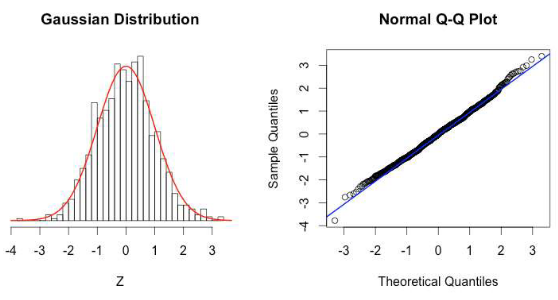 Gaussian Distribution
-4 -3 -2 -1 0 1 2 3
Z
Normal Q-Q Plot
Sample Quantiles
3
2
1
0
-1
-2
-3
-4
-3 -2 -1 0 1 2 3
Theoretical Quantiles